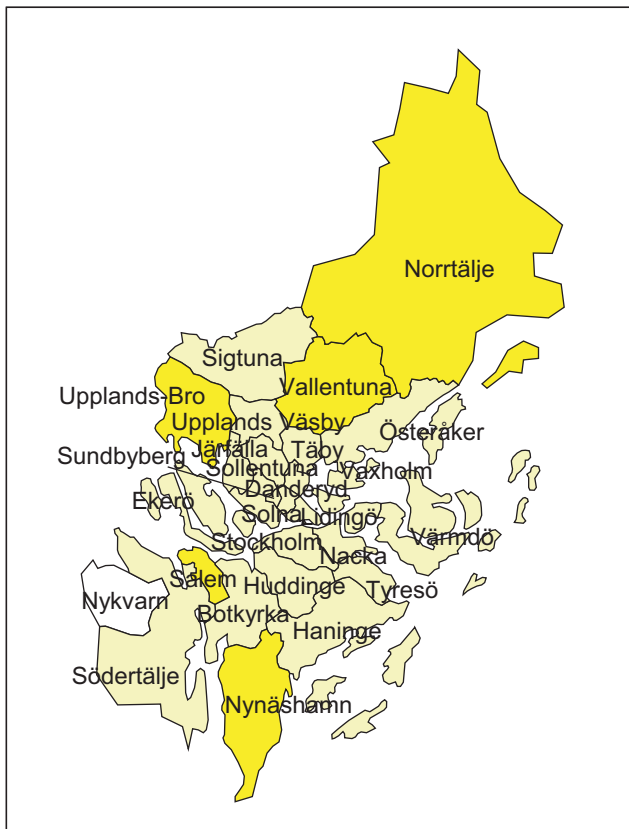 Norrtälje
Sigtuna
Vallentuna
Upplands-Bro
Upplands Väsby
Österåker
Järfälla
Täby
Sundbyberg
Sollentuna
Vaxholm
Danderyd
Ekerö
Solna
Lidingö
Värmdö
Stockholm
Nacka
Salem
Huddinge
Tyresö
Nykvarn
Botkyrka
Haninge
Södertälje
Nynäshamn